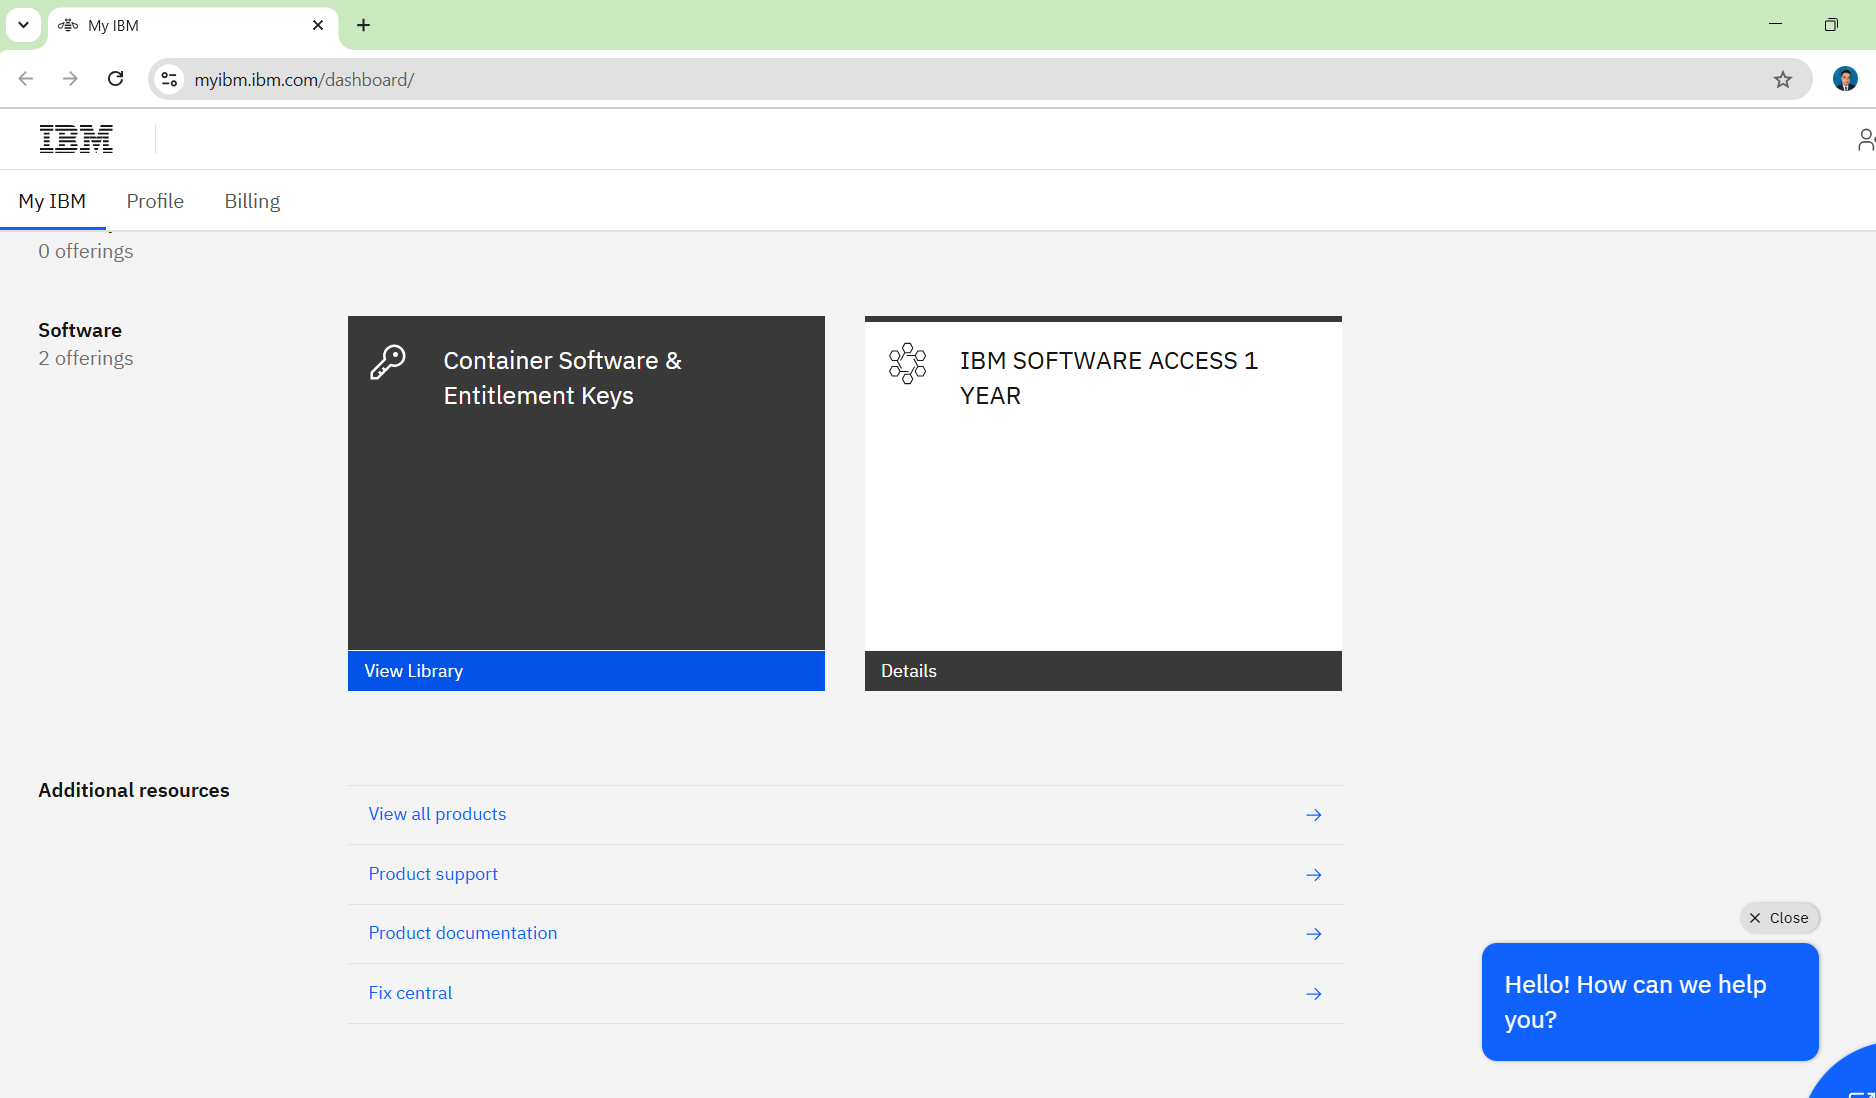 My IBM
myibm.ibm.com/dashboard/
IBM
My IBM
Profile
Billing
0 offerings
Software
2 offerings
Container Software &
Entitlement Keys
View Library
IBM SOFTWARE ACCESS 1
YEAR
Details
Additional resources
View all products
Product support
Product documentation
Fix central
Close
Hello! How can we help
you?